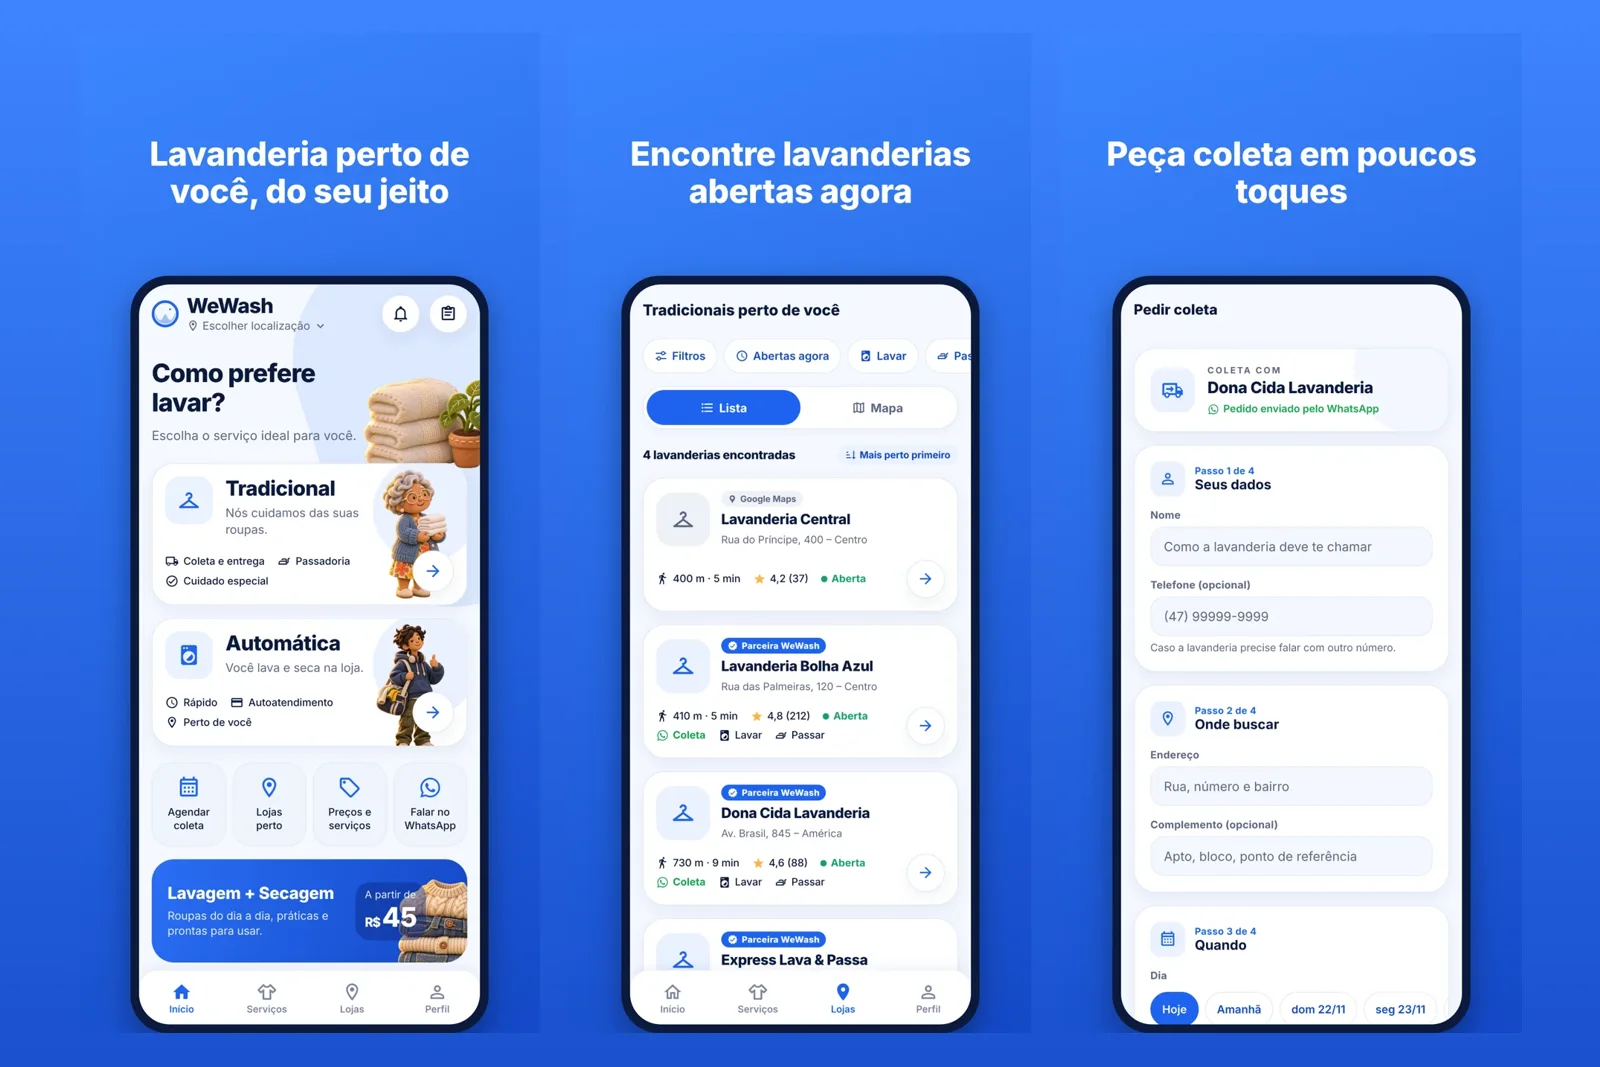 Lavanderia perto de
você, do seu jeito
WeWash
Escolher localização
Como prefere
lavar?
Escolha o serviço ideal para você.
Tradicional
Nós cuidamos das suas
roupas.
Coleta e entrega
Passadoria
Cuidado especial
Automática
Você lava e seca na loja.
Rápido
Autoatendimento
Perto de você
Agendar
coleta
Lojas
perto
Preços e
serviços
Falar no
WhatsApp
Lavagem + Secagem
Roupas do dia a dia, práticas e
prontas para usar.
A partir de
R$ 45
Início
Serviços
Lojas
Perfil
Encontre lavanderias
abertas agora
Tradicionais perto de você
Filtros
Abertas agora
Lavar
Pas
Lista
Mapa
4 lavanderias encontradas
Mais perto primeiro
Google Maps
Lavanderia Central
Rua do Príncipe, 400 – Centro
400 m · 5 min
4,2 (37)
Aberta
Parceira WeWash
Lavanderia Bolha Azul
Rua das Palmeiras, 120 – Centro
410 m · 5 min
4,8 (212)
Aberta
Coleta
Lavar
Passar
Parceira WeWash
Dona Cida Lavanderia
Av. Brasil, 845 – América
730 m · 9 min
4,6 (88)
Aberta
Coleta
Lavar
Passar
Parceira WeWash
Express Lava & Passa
Início
Serviços
Lojas
Perfil
Peça coleta em poucos
toques
Pedir coleta
COLETA COM
Dona Cida Lavanderia
Pedido enviado pelo WhatsApp
Passo 1 de 4
Seus dados
Nome
Como a lavanderia deve te chamar
Telefone (opcional)
(47) 99999-9999
Caso a lavanderia precise falar com outro número.
Passo 2 de 4
Onde buscar
Endereço
Rua, número e bairro
Complemento (opcional)
Apto, bloco, ponto de referência
Passo 3 de 4
Quando
Dia
Hoje
Amanhã
dom 22/11
seg 23/11